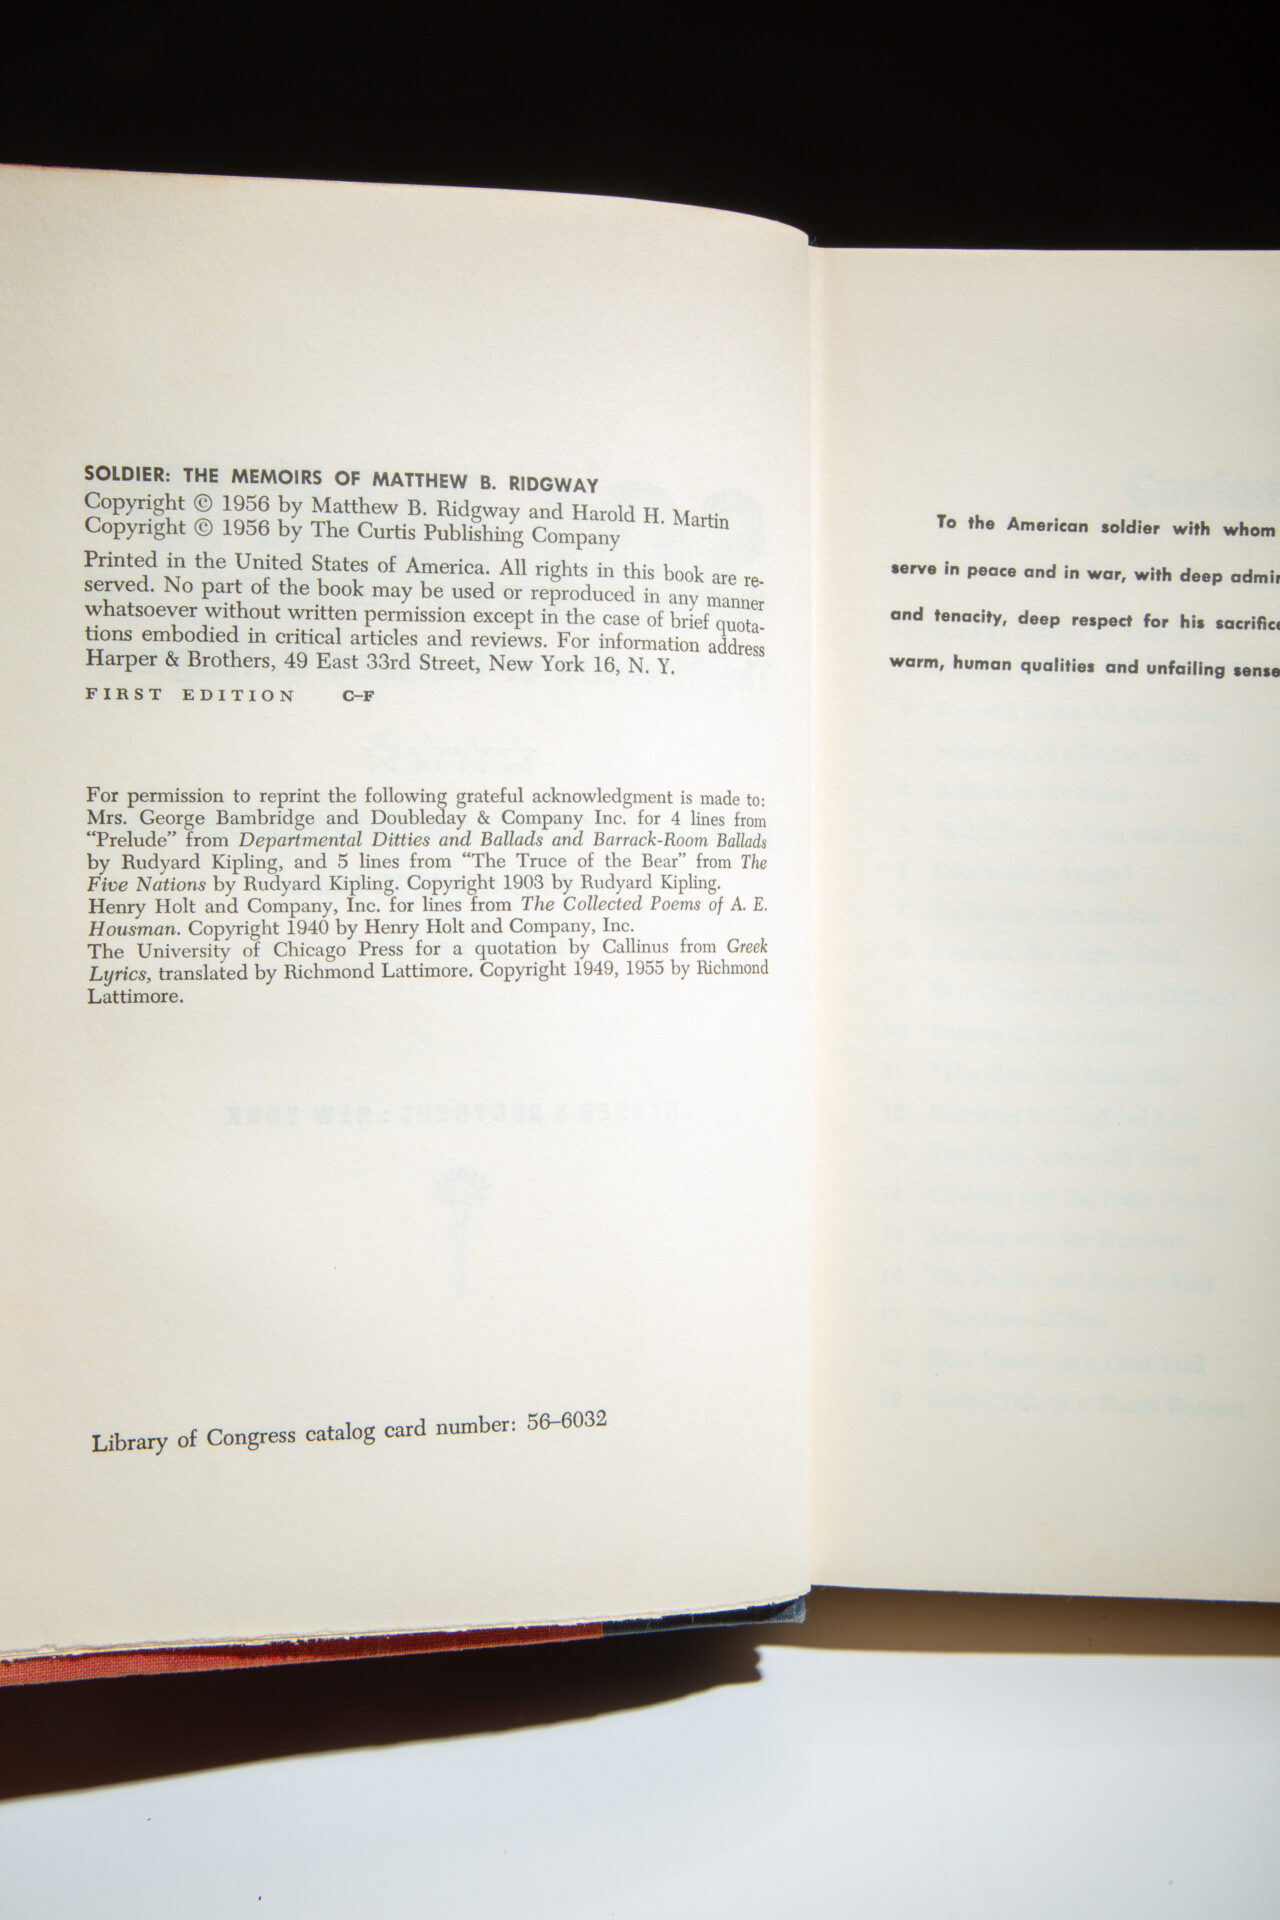 SOLDIER: THE MEMOIRS OF MATTHEW B. RIDGWAY
Copyright © 1956 by Matthew B. Ridgway and Harold H. Martin
Copyright © 1956 by The Curtis Publishing Company
Printed in the United States of America. All rights in this book are re-
served. No part of the book may be used or reproduced in any manner
whatsoever without written permission except in the case of brief quota-
tions embodied in critical articles and reviews. For information address
Harper & Brothers, 49 East 33rd Street, New York 16, N. Y.
FIRST EDITION C-F
For permission to reprint the following grateful acknowledgment is made to:
Mrs. George Bambridge and Doubleday & Company Inc. for 4 lines from
“Prelude” from Departmental Ditties and Ballads and Barrack-Room Ballads
by Rudyard Kipling, and 5 lines from “The Truce of the Bear” from The
Five Nations by Rudyard Kipling. Copyright 1903 by Rudyard Kipling.
Henry Holt and Company, Inc. for lines from The Collected Poems of A. E.
Housman. Copyright 1940 by Henry Holt and Company, Inc.
The University of Chicago Press for a quotation by Callinus from Greek
Lyrics, translated by Richmond Lattimore. Copyright 1949, 1955 by Richmond
Lattimore.
Library of Congress catalog card number: 56-6032
To the American soldier with whom
serve in peace and in war, with deep admir
and tenacity, deep respect for his sacrifice
warm, human qualities and unfailing sense